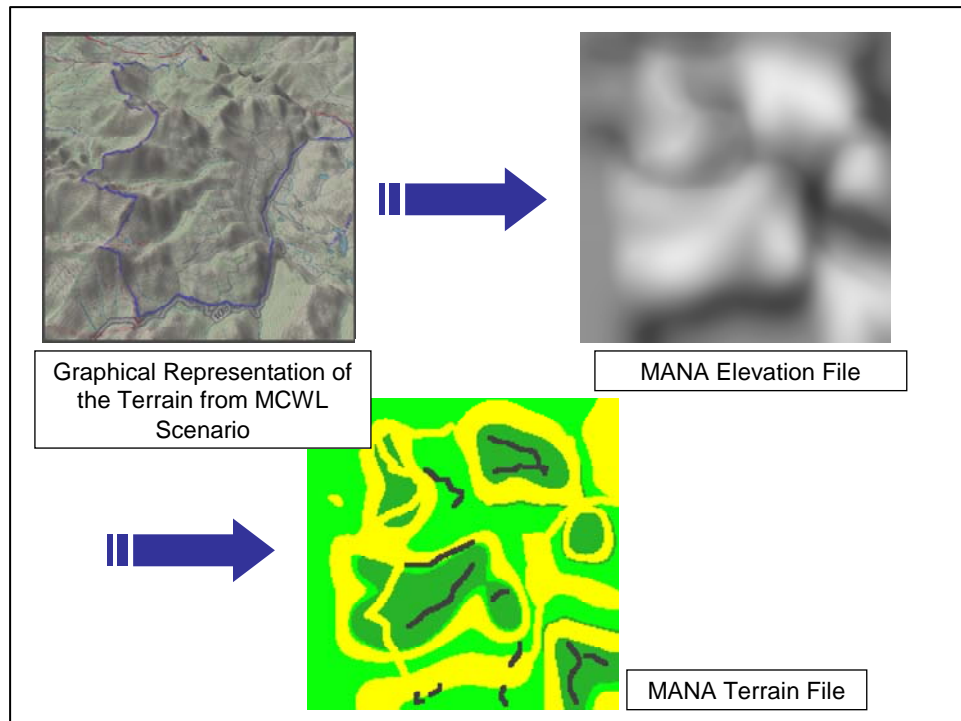 Graphical Representation of
the Terrain from MCWL
Scenario
MANA Elevation File
MANA Terrain File